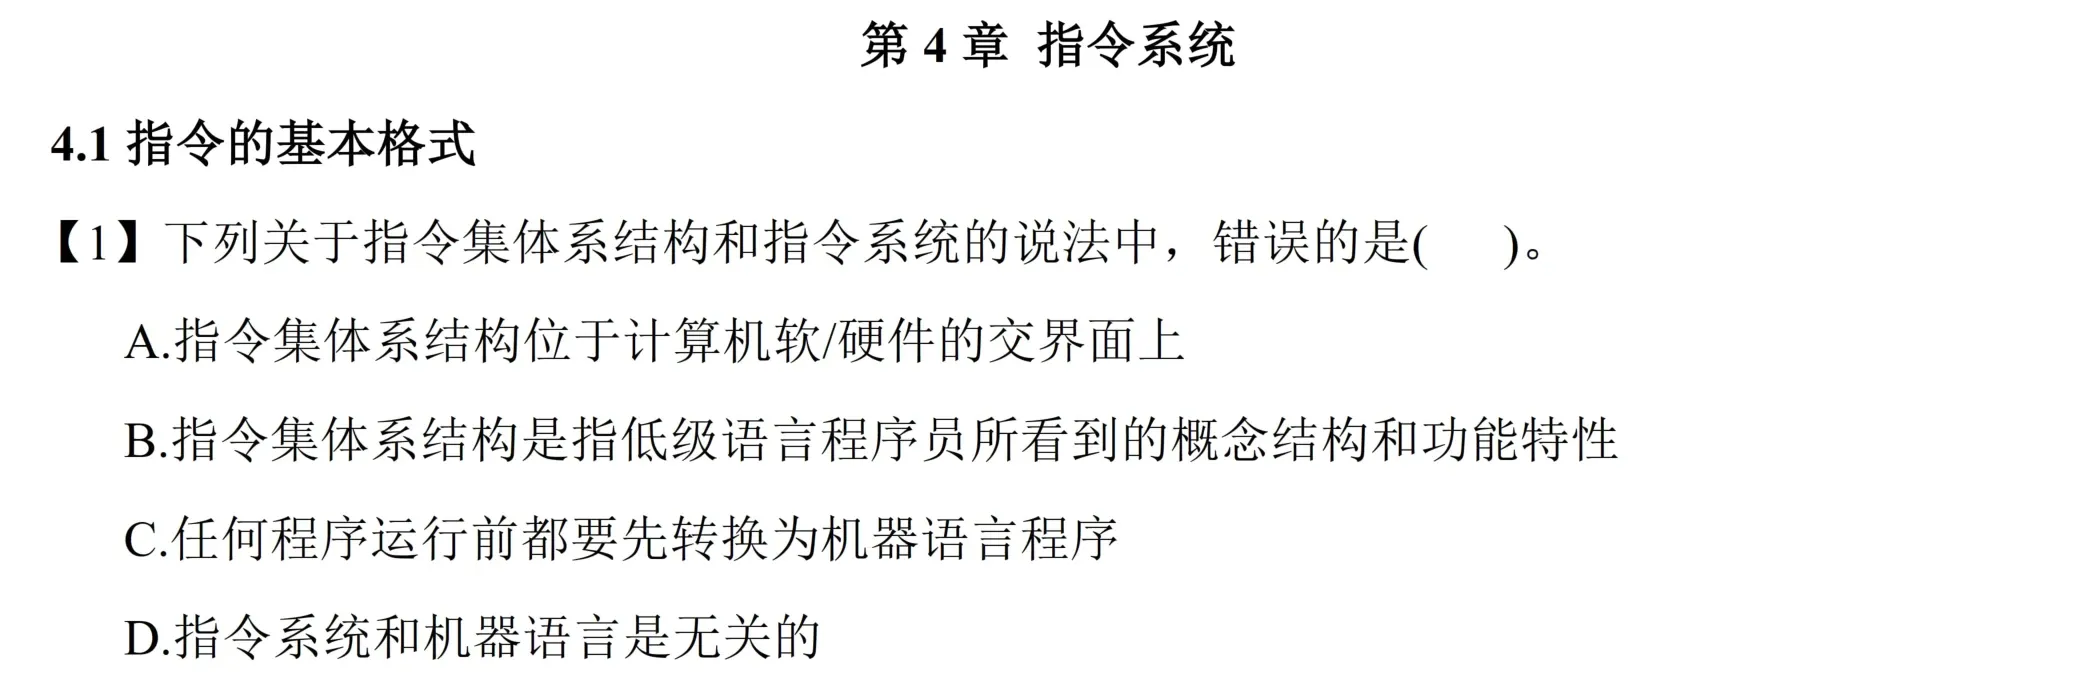 第 4 章 指令系统
4.1 指令的基本格式
【1】下列关于指令集体系结构和指令系统的说法中，错误的是( )。
A.指令集体系结构位于计算机软/硬件的交界面上
B.指令集体系结构是指低级语言程序员所看到的概念结构和功能特性
C.任何程序运行前都要先转换为机器语言程序
D.指令系统和机器语言是无关的